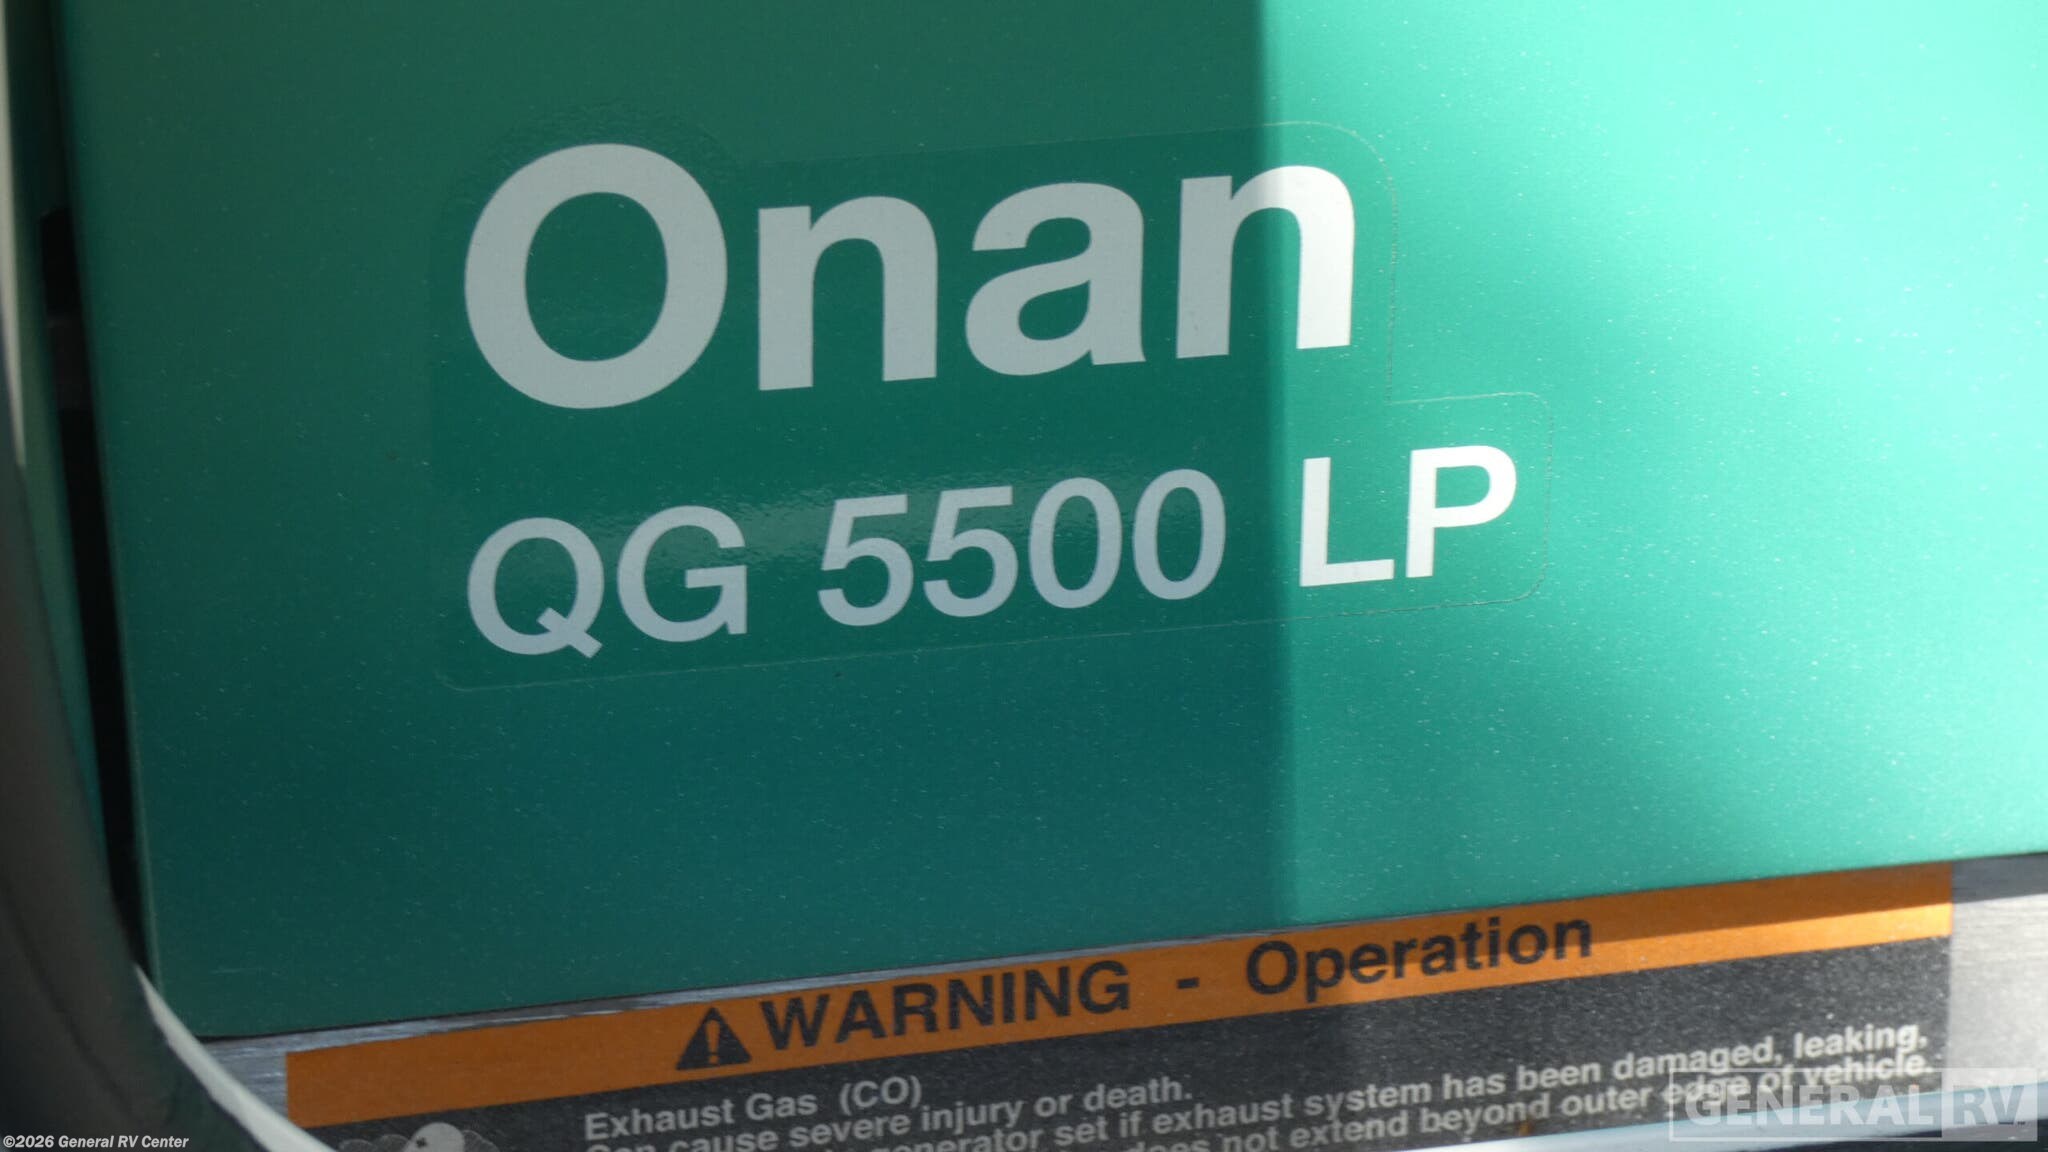 Onan
QG 5500 LP
WARNING - Operation
Exhaust Gas (CO)
Can cause severe injury or death.
generator set if exhaust system has been damaged, leaking,
does not extend beyond outer edge of vehicle.
GENERAL RV
©2026 General RV Center